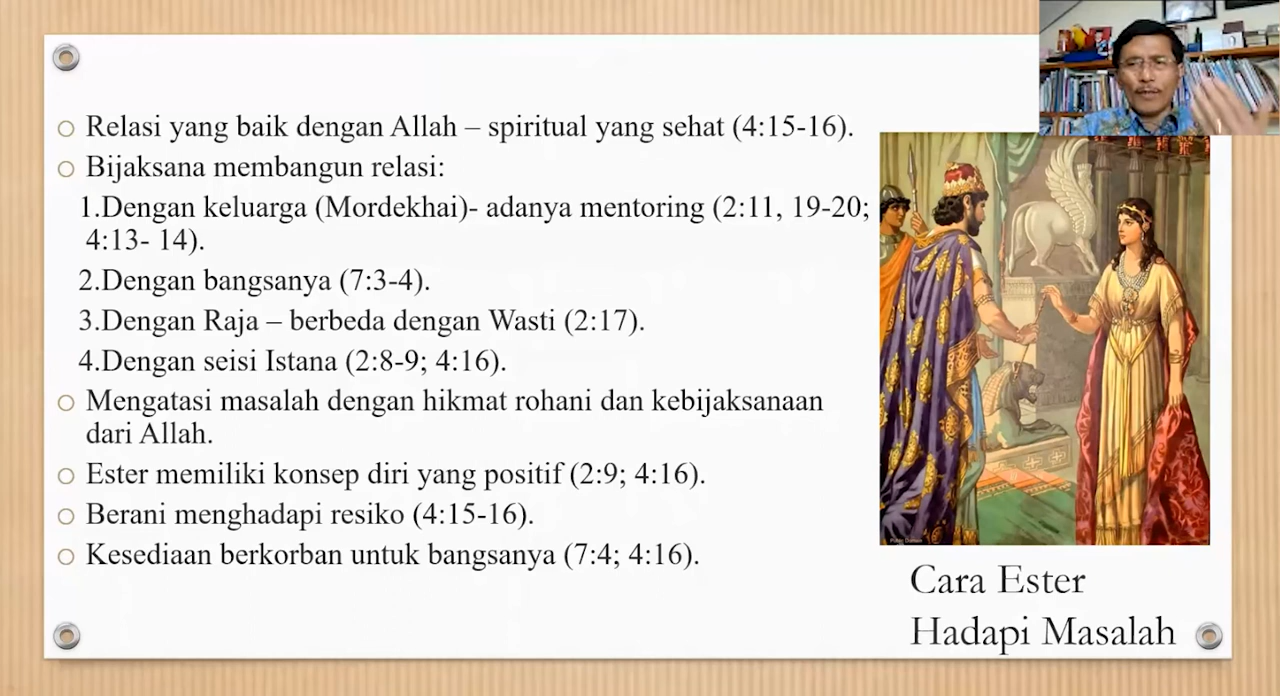 Relasi yang baik dengan Allah – spiritual yang sehat (4:15-16).
Bijaksana membangun relasi:
1.Dengan keluarga (Mordekhai)- adanya mentoring (2:11, 19-20;
4:13- 14).
2.Dengan bangsanya (7:3-4).
3.Dengan Raja – berbeda dengan Wasti (2:17).
4.Dengan seisi Istana (2:8-9; 4:16).
Mengatasi masalah dengan hikmat rohani dan kebijaksanaan
dari Allah.
Ester memiliki konsep diri yang positif (2:9; 4:16).
Berani menghadapi resiko (4:15-16).
Kesediaan berkorban untuk bangsanya (7:4; 4:16).
Public Domain
Cara Ester
Hadapi Masalah